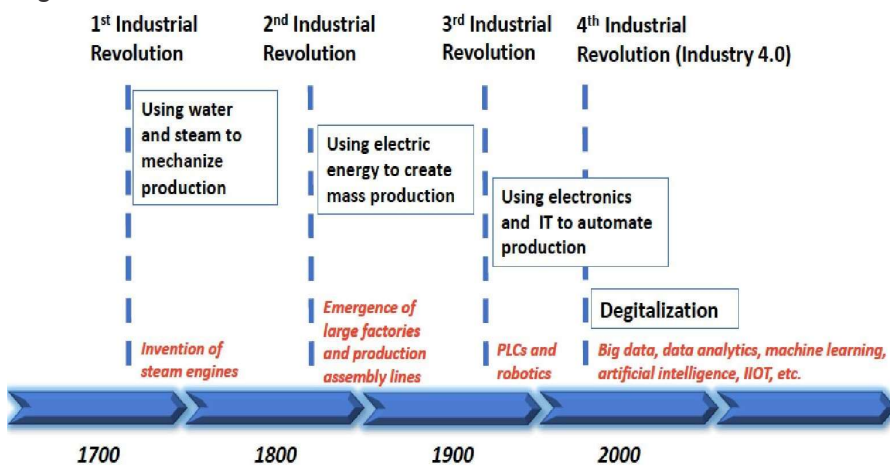 1st Industrial
Revolution
2nd Industrial
Revolution
3rd Industrial
Revolution
4th Industrial
Revolution (Industry 4.0)
Using water
and steam to
mechanize
production
Using electric
energy to create
mass production
Using electronics
and IT to automate
production
Degitalization
Invention of
steam engines
Emergence of
large factories
and production
assembly lines
PLCs and
robotics
Big data, data analytics, machine learning,
artificial intelligence, IIOT, etc.
1700
1800
1900
2000